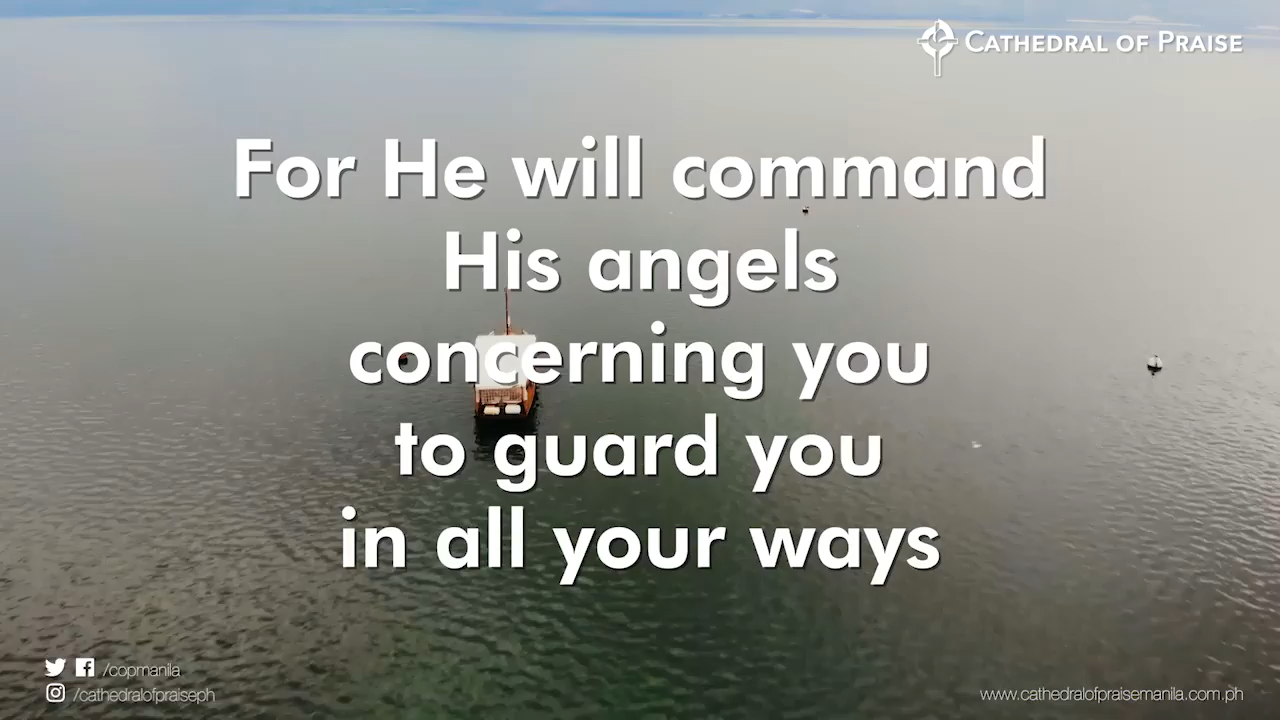 CATHEDRAL OF PRAISE
For He will command
His angels
concerning you
to guard you
in all your ways
/copmanila
/cathedralofpraiseph
www.cathedralofpraisemanila.com.ph